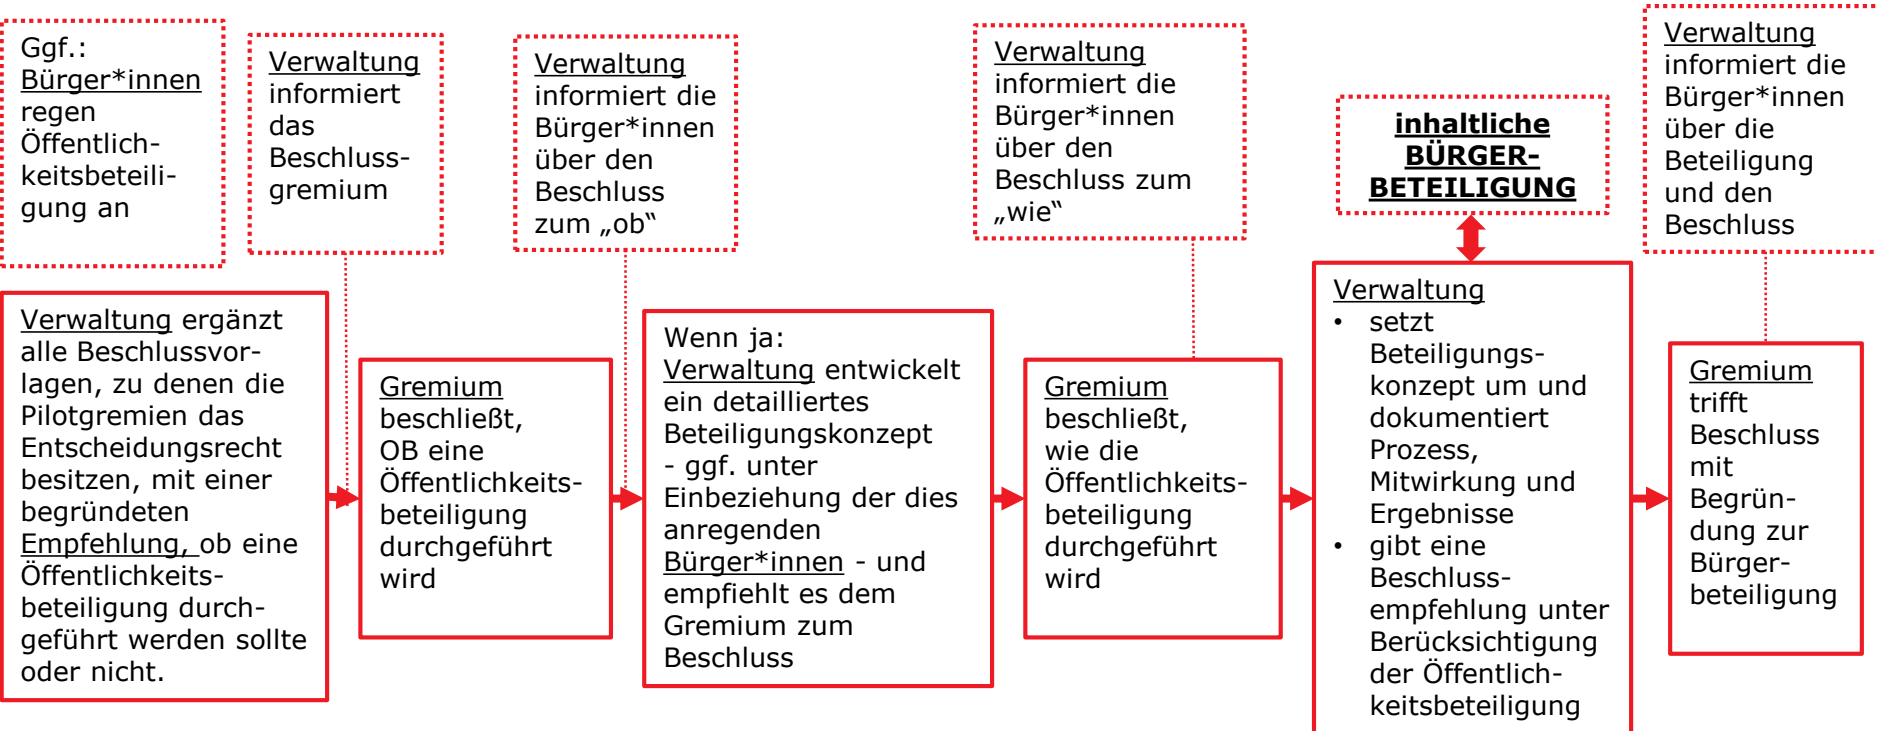 Ggf.:
Bürger*innen
regen
Öffentlich-
keitsbeteili-
gung an
Verwaltung
informiert
das
Beschluss-
gremium
Verwaltung
informiert die
Bürger*innen
über den
Beschluss
zum „ob“
Verwaltung
informiert die
Bürger*innen
über den
Beschluss zum
„wie“
inhaltliche
BÜRGER-
BETEILIGUNG
Verwaltung
informiert die
Bürger*innen
über die
Beteiligung
und den
Beschluss
Verwaltung ergänzt
alle Beschlussvor-
lagen, zu denen die
Pilotgremien das
Entscheidungsrecht
besitzen, mit einer
begründeten
Empfehlung, ob eine
Öffentlichkeits-
beteiligung durch-
geführt werden sollte
oder nicht.
Gremium
beschließt,
OB eine
Öffentlichkeits-
beteiligung
durchgeführt
wird
Wenn ja:
Verwaltung entwickelt
ein detailliertes
Beteiligungskonzept
- ggf. unter
Einbeziehung der dies
anregenden
Bürger*innen - und
empfiehlt es dem
Gremium zum
Beschluss
Gremium
beschließt,
wie die
Öffentlichkeits-
beteiligung
durchgeführt
wird
Verwaltung
• setzt
Beteiligungs-
konzept um und
dokumentiert
Prozess,
Mitwirkung und
Ergebnisse
• gibt eine
Beschluss-
empfehlung unter
Berücksichtigung
der Öffentlich-
keitsbeteiligung
Gremium
trifft
Beschluss
mit
Begrün-
dung zur
Bürger-
beteiligung